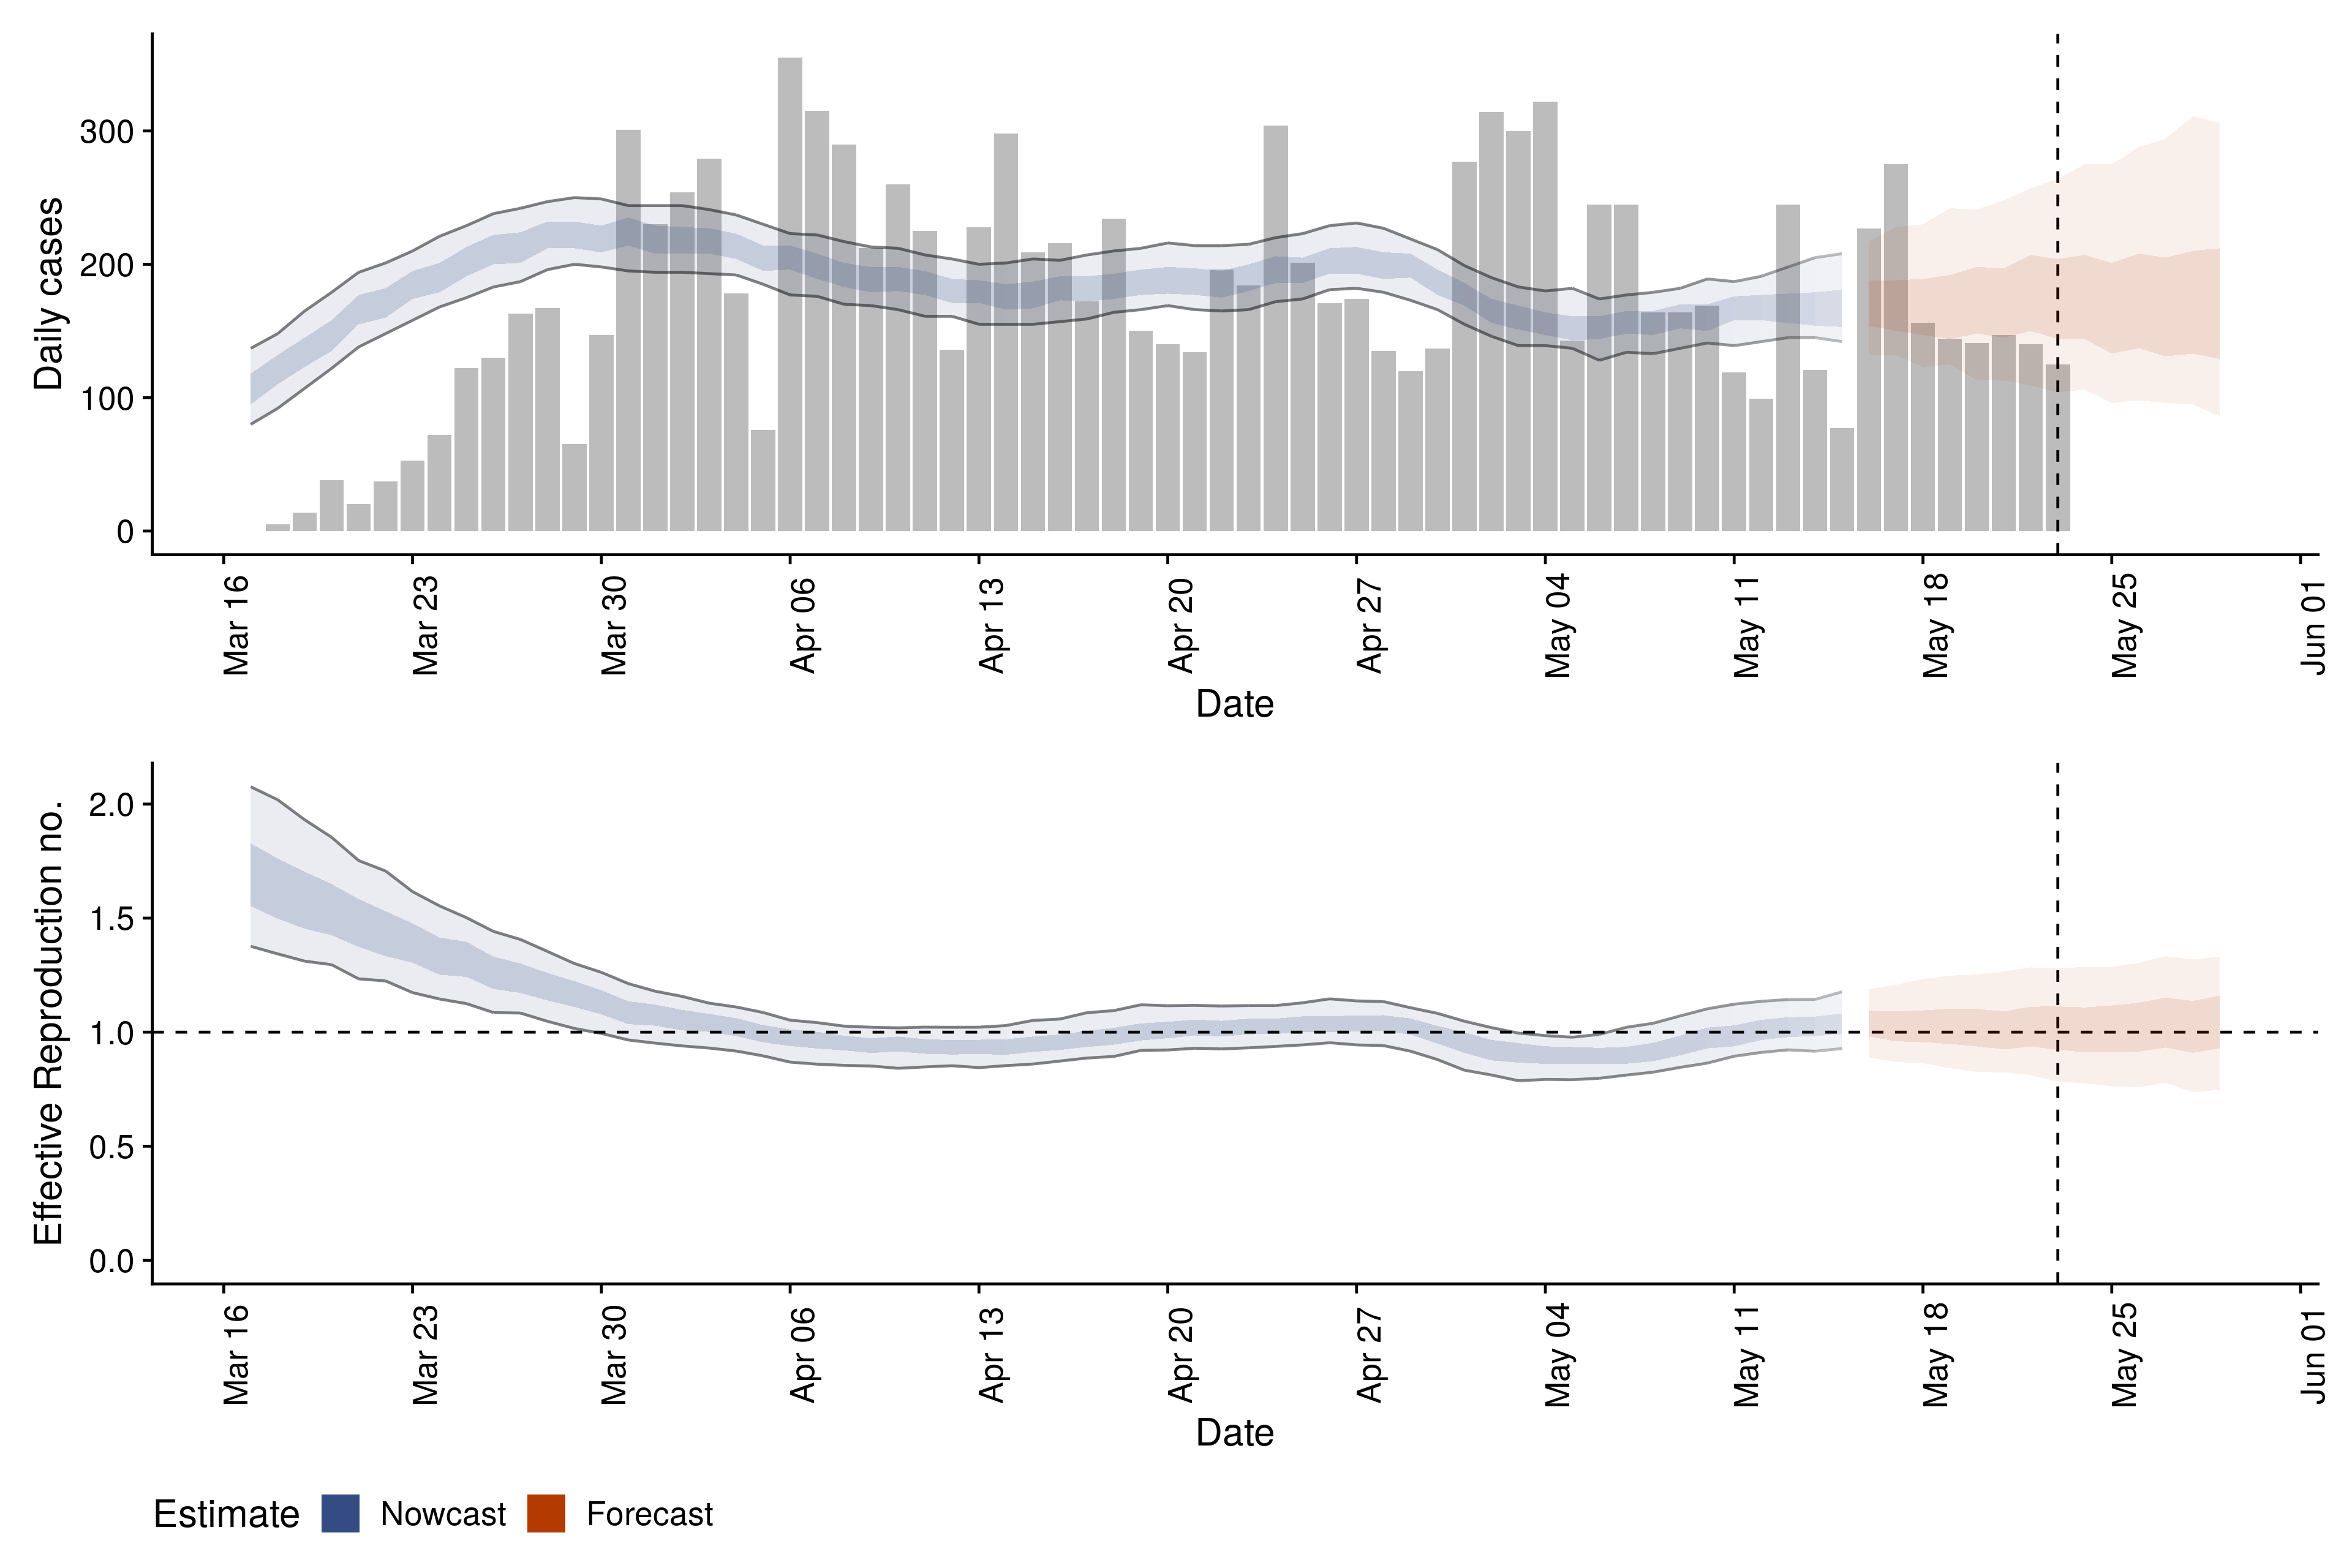 Daily cases
300
200
100
0
Mar 16
Mar 23
Mar 30
Apr 06
Apr 13
Apr 20
Apr 27
May 04
May 11
May 18
May 25
Jun 01
Date
Effective Reproduction no.
2.0
1.5
1.0
0.5
0.0
Mar 16
Mar 23
Mar 30
Apr 06
Apr 13
Apr 20
Apr 27
May 04
May 11
May 18
May 25
Jun 01
Date
Estimate Nowcast Forecast